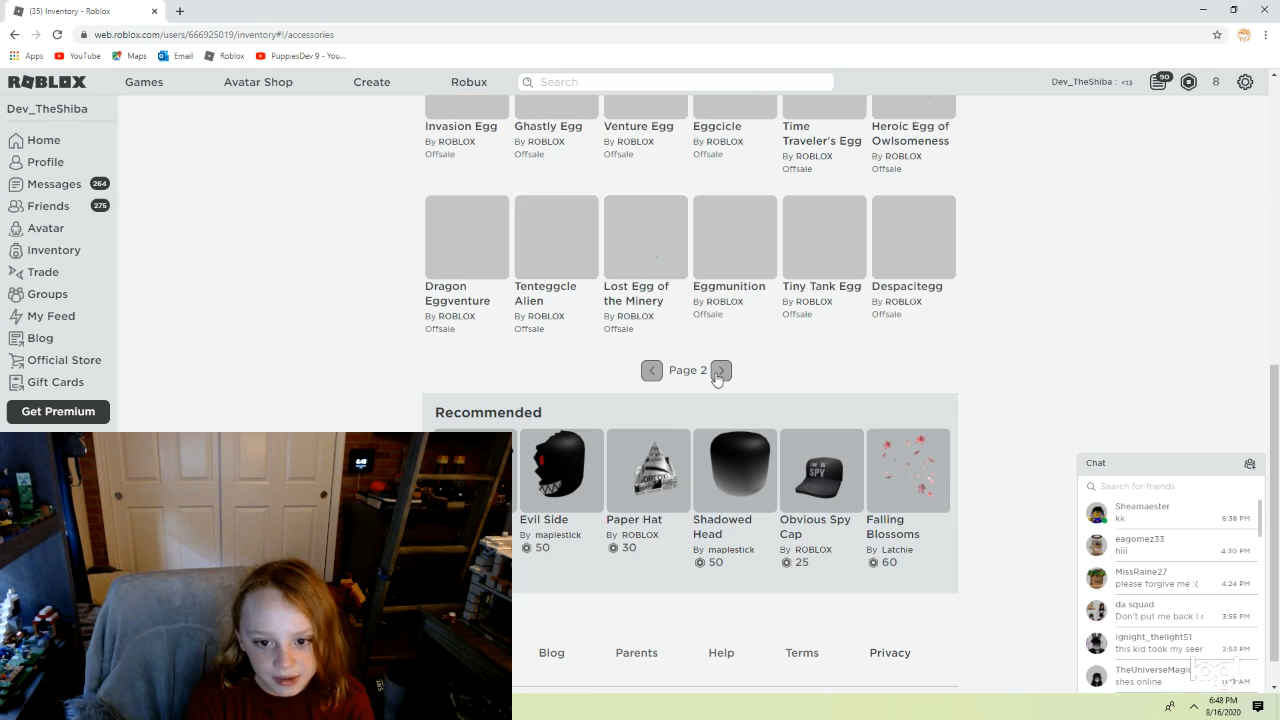 (35) Inventory - Roblox
web.roblox.com/users/666925019/inventory#!/accessories
Apps YouTube Maps Email Roblox PuppiesDev 9 - You...
ROBLOX Games Avatar Shop Create Robux Search Dev_TheShiba : <13 90 8
Dev_TheShiba
Home
Profile
Messages 264
Friends 275
Avatar
Inventory
Trade
Groups
My Feed
Blog
Official Store
Gift Cards
Get Premium
Invasion Egg
By ROBLOX
Offsale
Ghastly Egg
By ROBLOX
Offsale
Venture Egg
By ROBLOX
Offsale
Eggcicle
By ROBLOX
Offsale
Time
Traveler's Egg
By ROBLOX
Offsale
Heroic Egg of
Owlsomeness
By ROBLOX
Offsale
Dragon
Eggventure
By ROBLOX
Offsale
Tenteggcle
Alien
By ROBLOX
Offsale
Lost Egg of
the Minery
By ROBLOX
Offsale
Eggmunition
By ROBLOX
Offsale
Tiny Tank Egg
By ROBLOX
Offsale
Despacitegg
By ROBLOX
Offsale
Page 2
Recommended
Evil Side
By maplestick
50
Paper Hat
By ROBLOX
30
Shadowed
Head
By maplestick
50
I'M A
SPY
Obvious Spy
Cap
By ROBLOX
25
Falling
Blossoms
By Latchie
60
Blog Parents Help Terms Privacy
Chat
Search for friends
Sheamaester
kk 6:38 PM
eagomez33
hiii 4:30 PM
MissRaine27
please forgive me :( 4:24 PM
da squad
Don't put me back I 3:55 PM
ignight_thelight51
this kid took my seer 2:53 PM
TheUniverseMagic
shes online
6:48 PM
8/16/2020